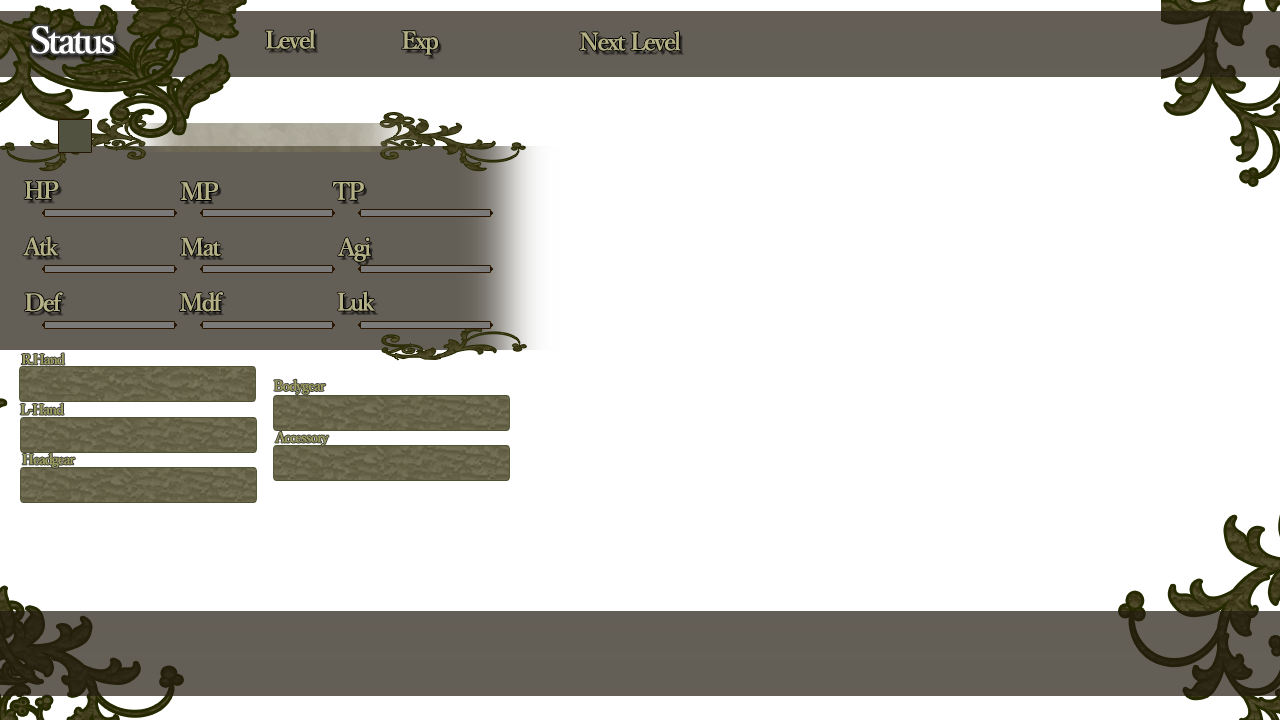 Status Level Exp Next Level
HP MP TP
Atk Mat Agi
Def Mdf Luk
R.Hand
Bodygear
L-Hand
Accessory
Headgear